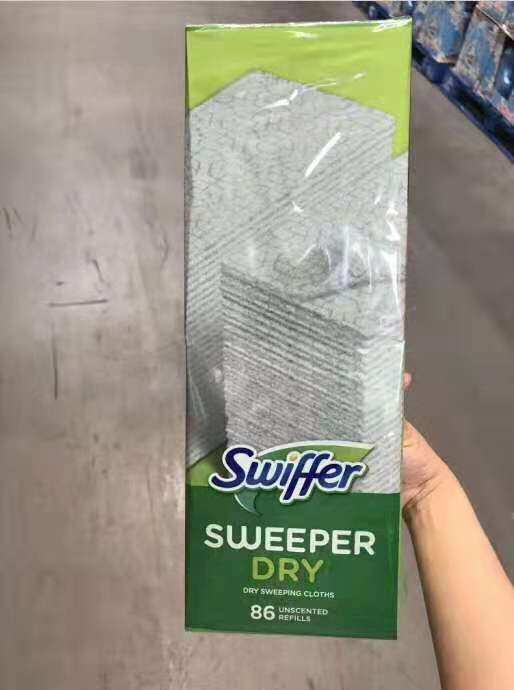 Swiffer
SWEEPER
DRY
DRY SWEEPING CLOTHS
86 UNSCENTED
REFILLS